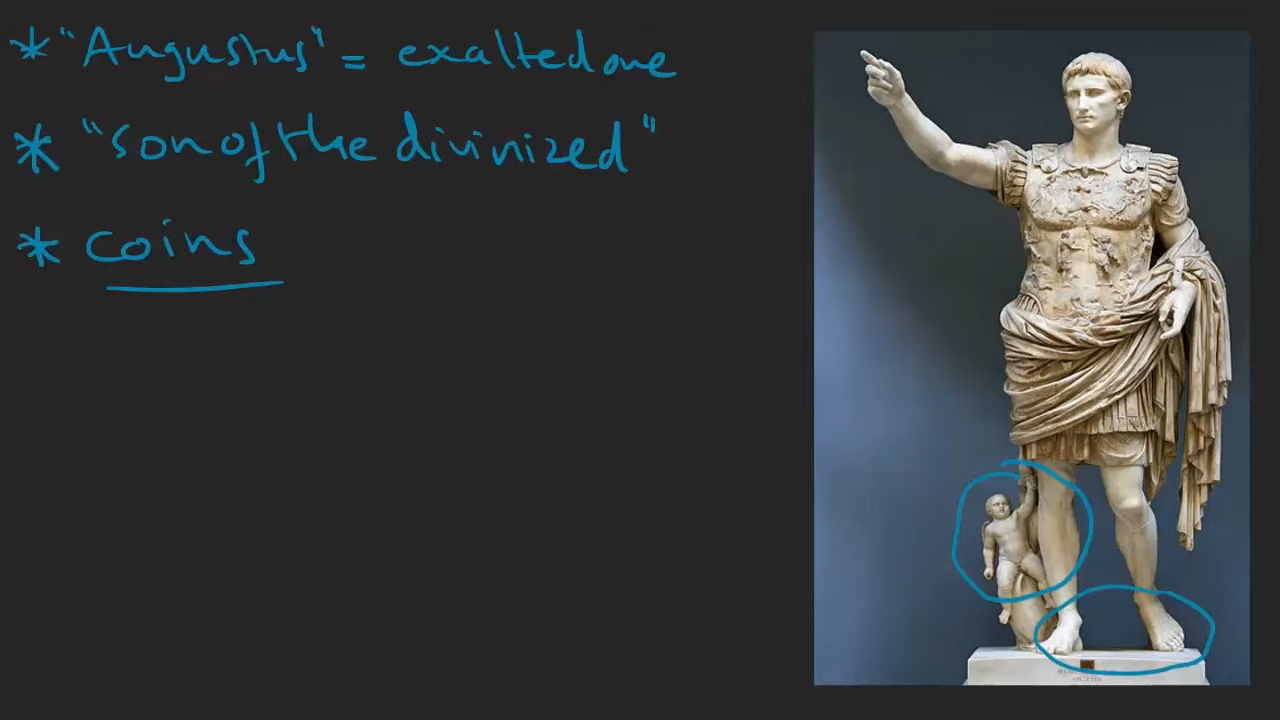 * "Augustus" = exalted one
* "son of the divinized"
* coins